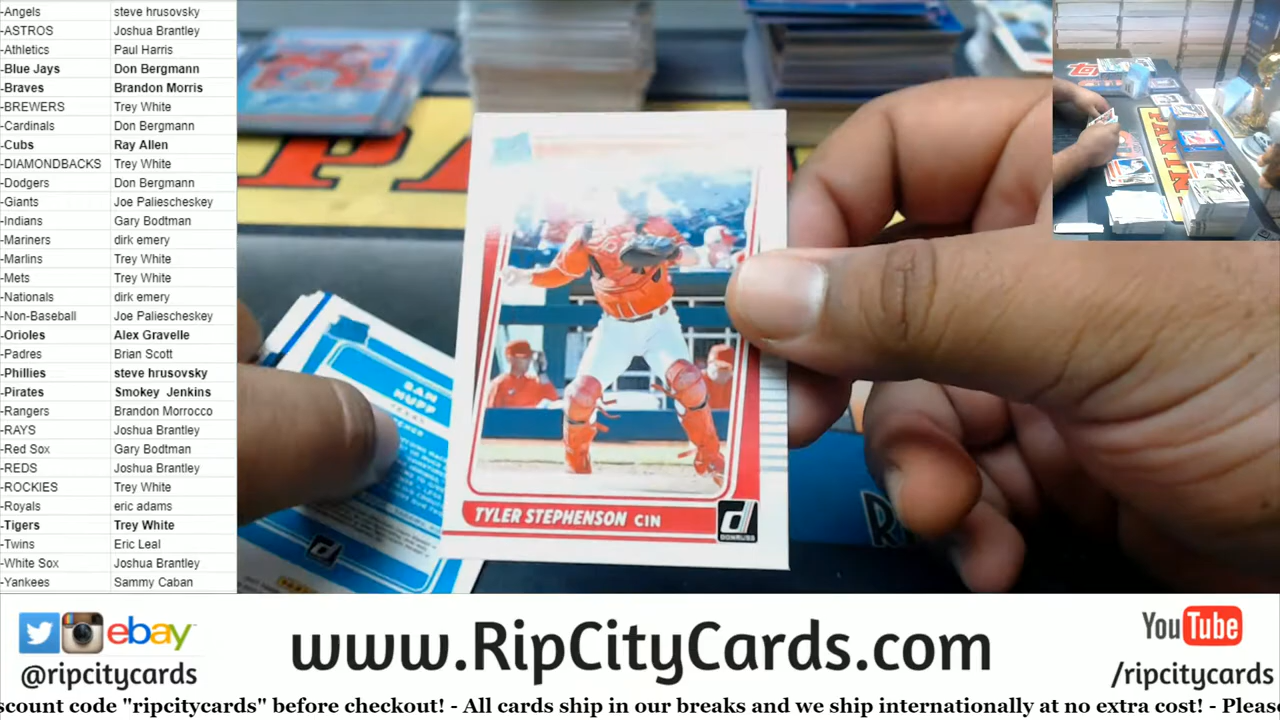 -Angels steve hrusovsky
-ASTROS Joshua Brantley
-Athletics Paul Harris
-Blue Jays Don Bergmann
-Braves Brandon Morris
-BREWERS Trey White
-Cardinals Don Bergmann
-Cubs Ray Allen
-DIAMONDBACKS Trey White
-Dodgers Don Bergmann
-Giants Joe Paliescheskey
-Indians Gary Bodtman
-Mariners dirk emery
-Marlins Trey White
-Mets Trey White
-Nationals dirk emery
-Non-Baseball Joe Paliescheskey
-Orioles Alex Gravelle
-Padres Brian Scott
-Phillies steve hrusovsky
-Pirates Smokey Jenkins
-Rangers Brandon Morrocco
-RAYS Joshua Brantley
-Red Sox Gary Bodtman
-REDS Joshua Brantley
-ROCKIES Trey White
-Royals eric adams
-Tigers Trey White
-Twins Eric Leal
-White Sox Joshua Brantley
-Yankees Sammy Caban
TYLER STEPHENSON CIN
d
DONRUSS
SAM
HUFF
PANINI
ebay
@ripcitycards
www.RipCityCards.com
YouTube
/ripcitycards
scount code "ripcitycards" before checkout! - All cards ship in our breaks and we ship internationally at no extra cost! - Pleas